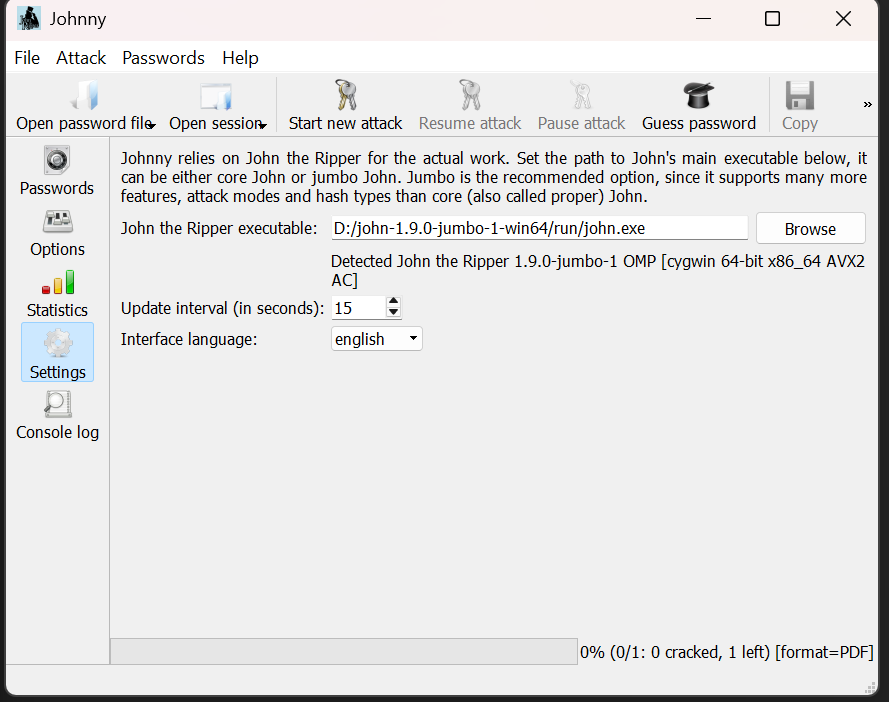 Johnny
File Attack Passwords Help
Open password file Open session Start new attack Resume attack Pause attack Guess password Copy »
Passwords
Options
Statistics
Settings
Console log
Johnny relies on John the Ripper for the actual work. Set the path to John's main executable below, it
can be either core John or jumbo John. Jumbo is the recommended option, since it supports many more
features, attack modes and hash types than core (also called proper) John.
John the Ripper executable: D:/john-1.9.0-jumbo-1-win64/run/john.exe Browse
Detected John the Ripper 1.9.0-jumbo-1 OMP [cygwin 64-bit x86_64 AVX2
AC]
Update interval (in seconds): 15
Interface language: english
0% (0/1: 0 cracked, 1 left) [format=PDF]